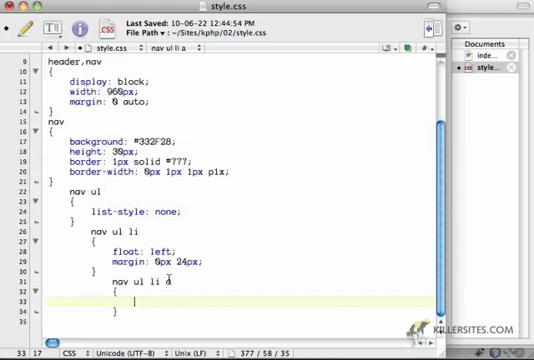 style.css
Last Saved: 10-06-22 12:44:54 PM
File Path: ~/Sites/kphp/02/style.css
style.css
nav ul li a
Documents
inde...
style...
9 header,nav
10 {
11 display: block;
12 width: 960px;
13 margin: 0 auto;
14 }
15 nav
16 {
17 background: #332F28;
18 height: 30px;
19 border: 1px solid #777;
20 border-width: 0px 1px 1px p1x;
21 }
22 nav ul
23 {
24 list-style: none;
25 }
26 nav ul li
27 {
28 float: left;
29 margin: 0px 24px;
30 }
31 nav ul li a
32 {
33
34 }
35
33 CSS Unicode (UTF-8) Unix (LF) 377 / 58 / 35
KILLERSITES.COM